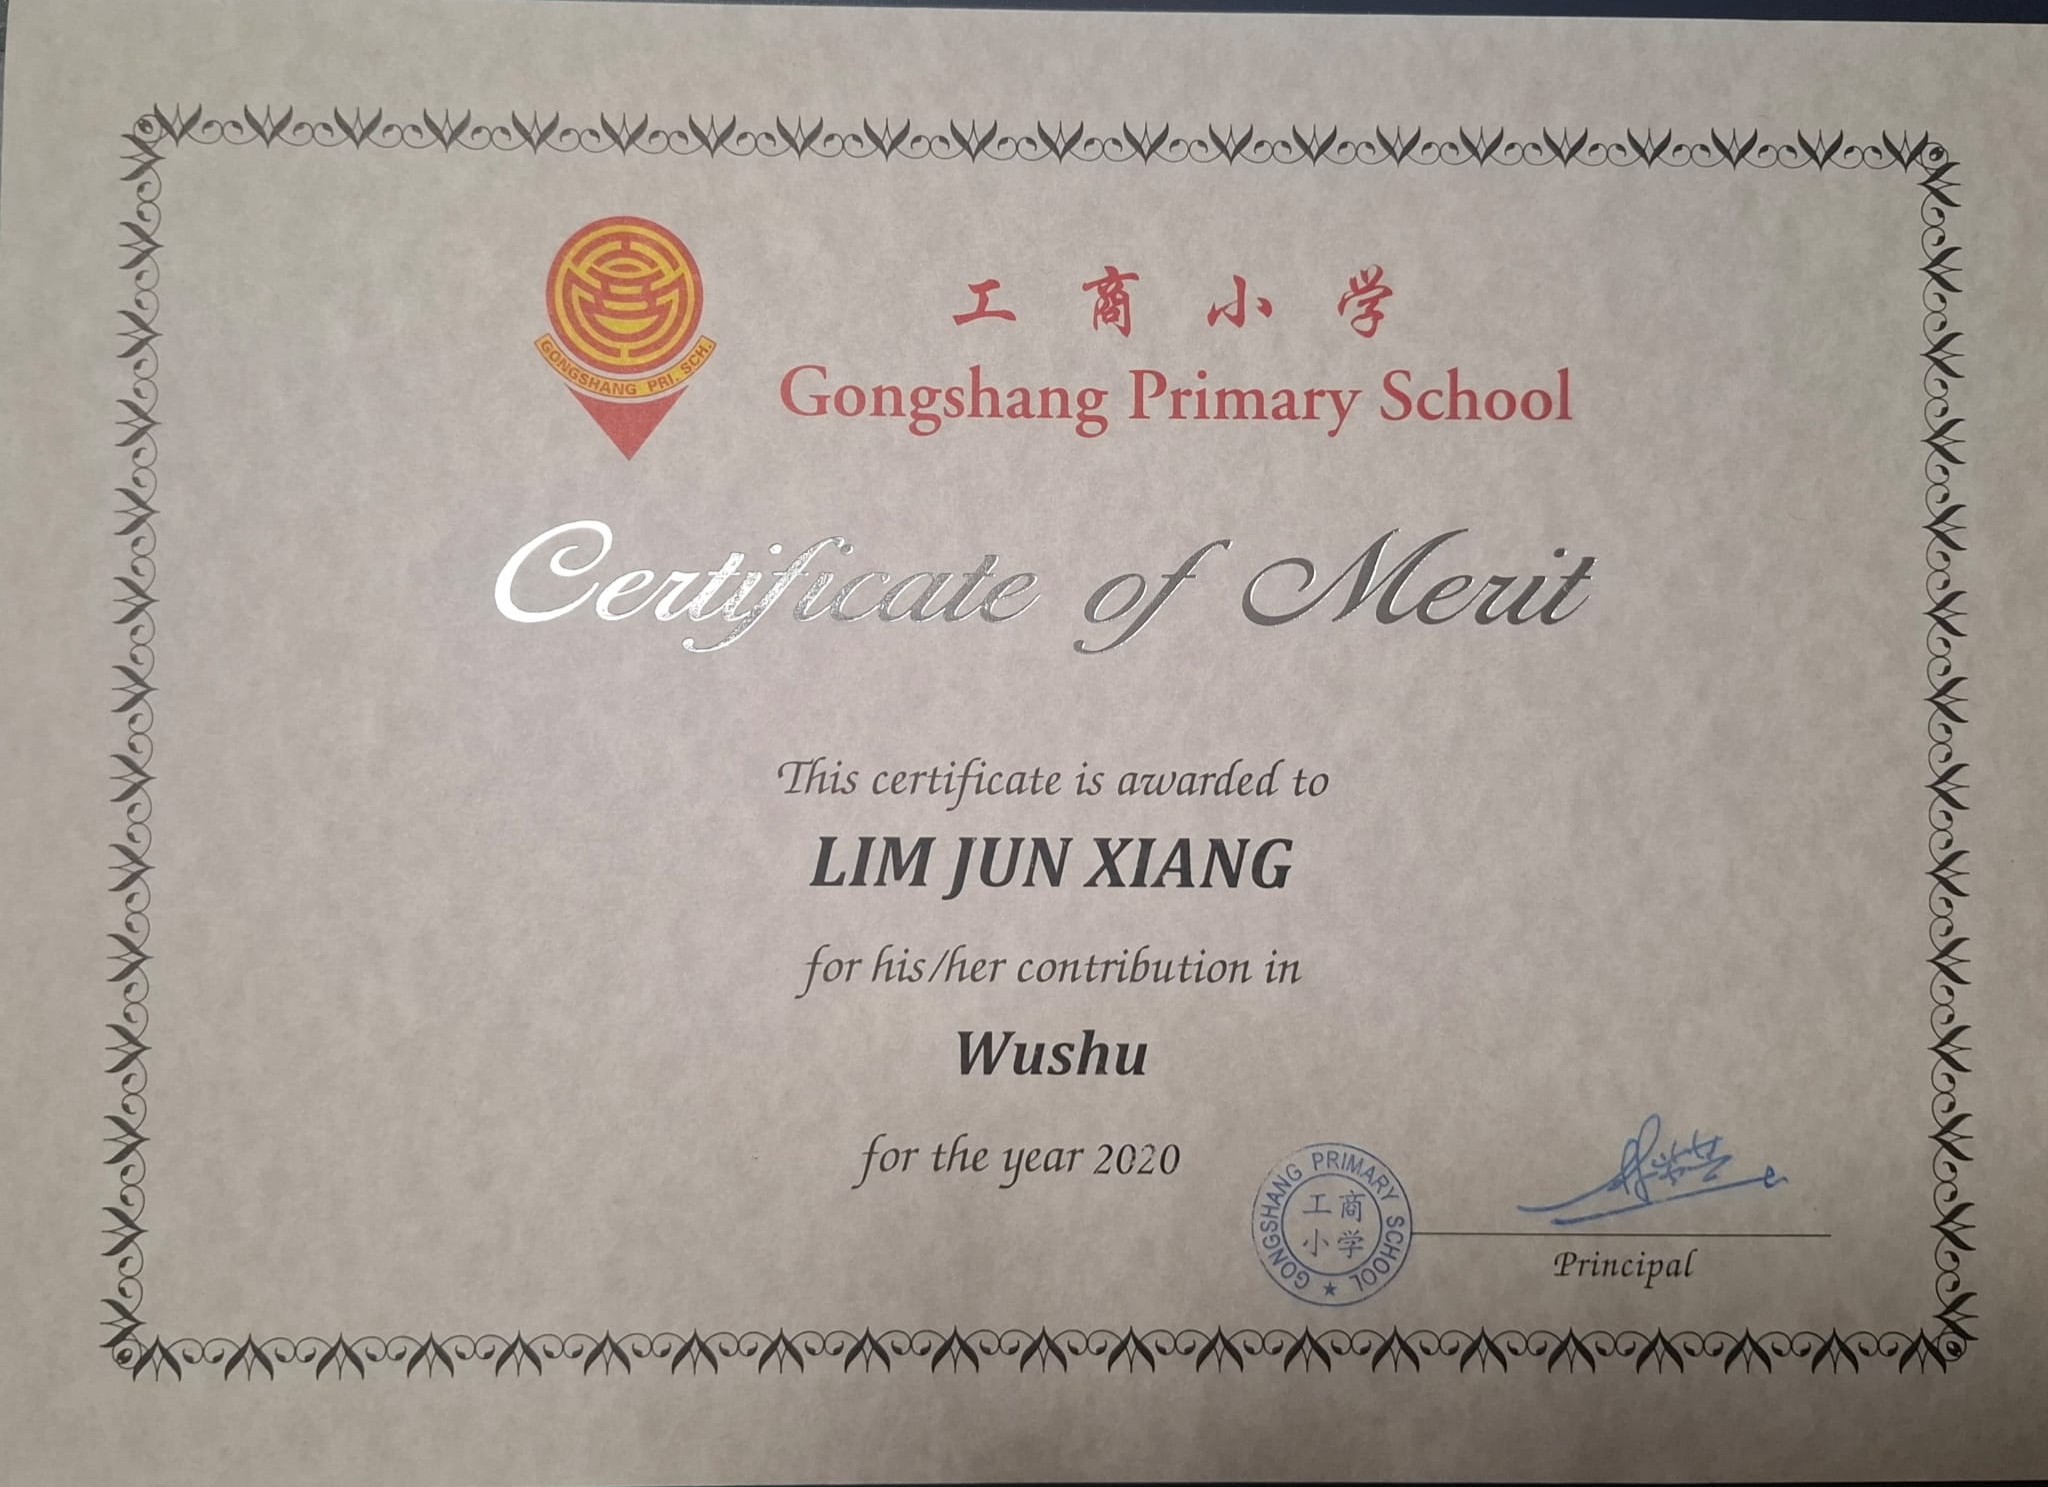 GONGSHANG PRI. SCH.
工商小学
Gongshang Primary School
Certificate of Merit
This certificate is awarded to
LIM JUN XIANG
for his/her contribution in
Wushu
for the year 2020
GONGSHANG PRIMARY SCHOOL
工商
小学
Principal